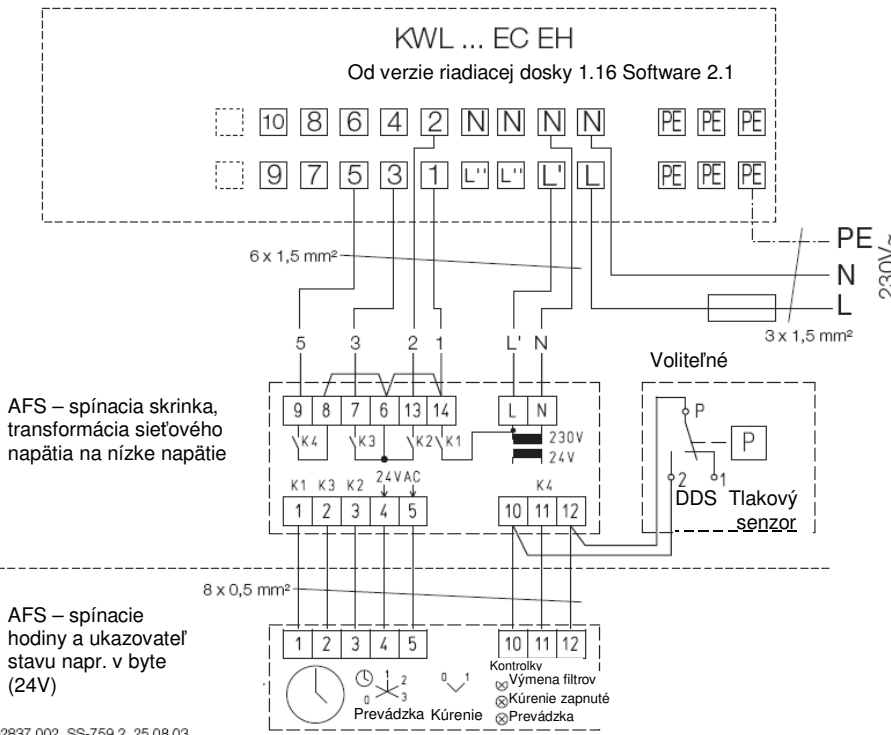 KWL ... EC EH
Od verzie riadiacej dosky 1.16 Software 2.1
10 8 6 4 2 N N N N PE PE PE
9 7 5 3 1 L'' L'' L' L PE PE PE
6 x 1,5 mm²
PE
N
L
230V~
3 x 1,5 mm²
5 3 2 1 L' N
Voliteľné
AFS – spínacia skrinka,
transformácia sieťového
napätia na nízke napätie
9 8 7 6 13 14 L N
K4 K3 K2 K1
230V
24V
P
P
2 1
DDS Tlakový
senzor
K1 K3 K2 24VAC K4
1 2 3 4 5 10 11 12
8 x 0,5 mm²
AFS – spínacie
hodiny a ukazovateľ
stavu napr. v byte
(24V)
1 2 3 4 5 10 11 12
Kontrolky
0 1 2 3
0 1
Výmena filtrov
Kúrenie zapnuté
Prevádzka
Prevádzka Kúrenie
2837 002 SS-759.2 25.08.03